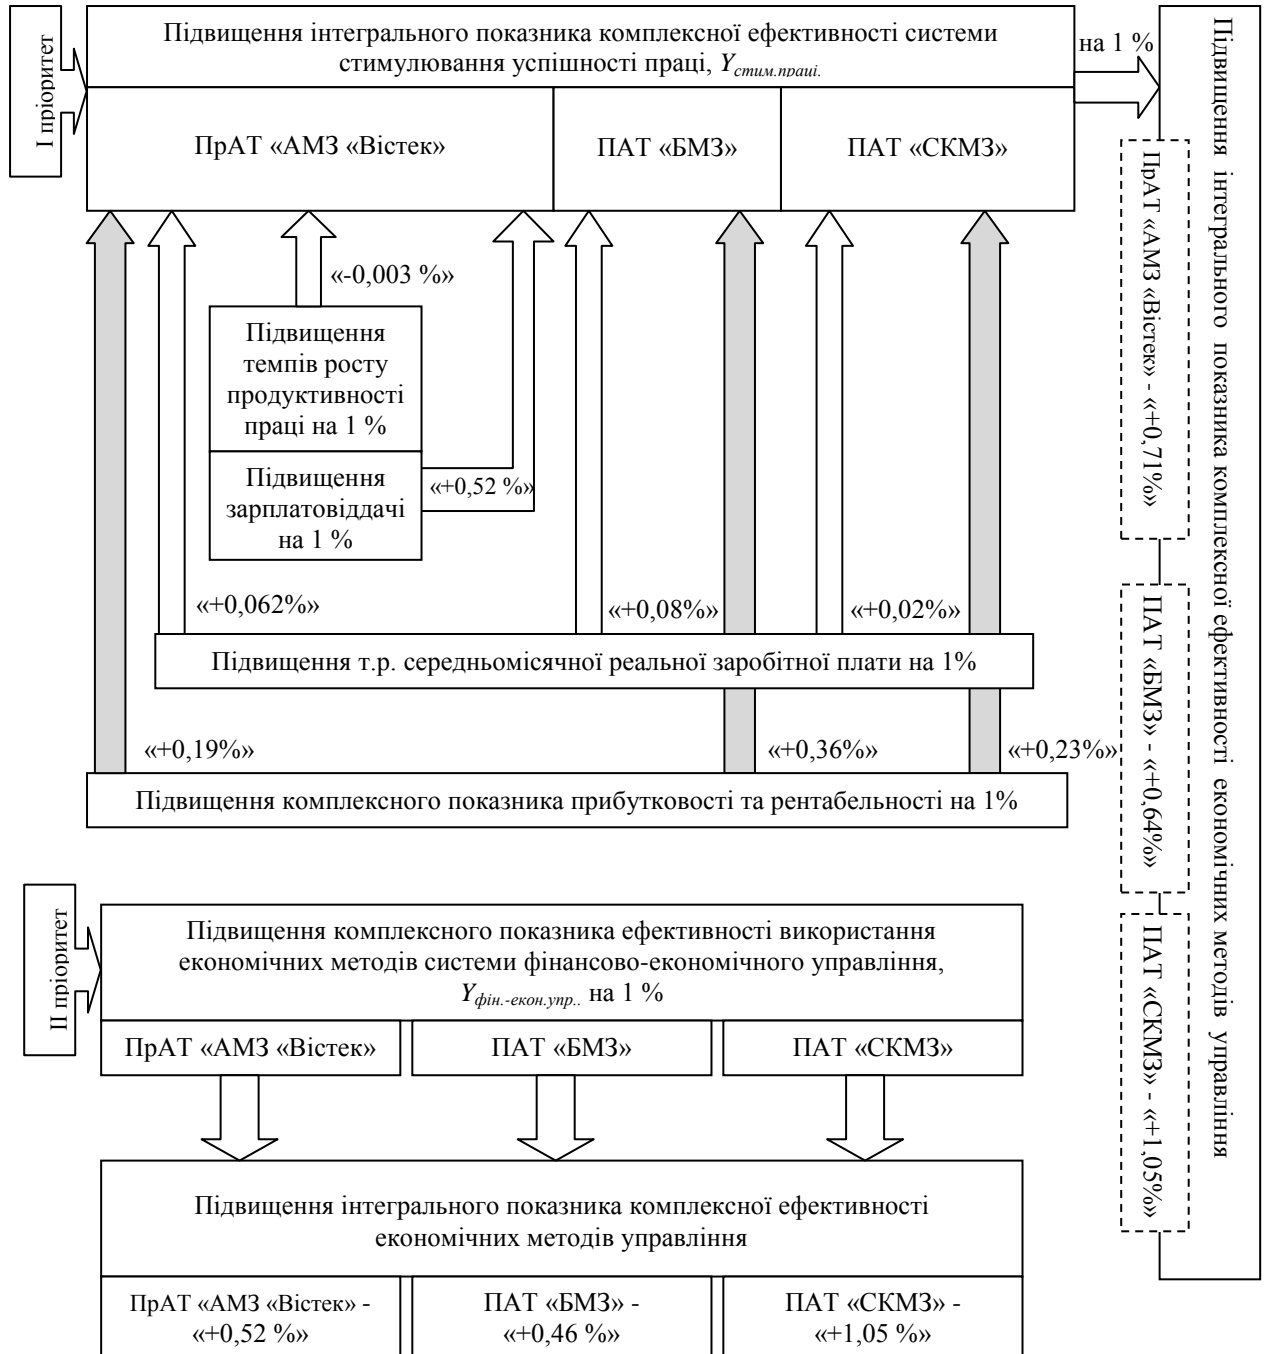 І пріоритет
Підвищення інтегрального показника комплексної ефективності системи
стимулювання успішності праці, Yстим.праці.
на 1 %
ПрАТ «АМЗ «Вістек»
ПАТ «БМЗ»
ПАТ «СКМЗ»
«-0,003 %»
Підвищення
темпів росту
продуктивності
праці на 1 %
Підвищення
зарплатовіддачі
на 1 %
«+0,52 %»
«+0,062%»
«+0,08%»
«+0,02%»
Підвищення т.р. середньомісячної реальної заробітної плати на 1%
«+0,19%»
«+0,36%»
«+0,23%»
Підвищення комплексного показника прибутковості та рентабельності на 1%
ПрАТ «АМЗ «Вістек» - «+0,71%»
ПАТ «БМЗ» - «+0,64%»
ПАТ «СКМЗ» - «+1,05%»
Підвищення інтегрального показника комплексної ефективності економічних методів управління
ІІ пріоритет
Підвищення комплексного показника ефективності використання
економічних методів системи фінансово-економічного управління,
Yфін.-екон.упр.. на 1 %
ПрАТ «АМЗ «Вістек»
ПАТ «БМЗ»
ПАТ «СКМЗ»
Підвищення інтегрального показника комплексної ефективності
економічних методів управління
ПрАТ «АМЗ «Вістек» -
«+0,52 %»
ПАТ «БМЗ» -
«+0,46 %»
ПАТ «СКМЗ» -
«+1,05 %»